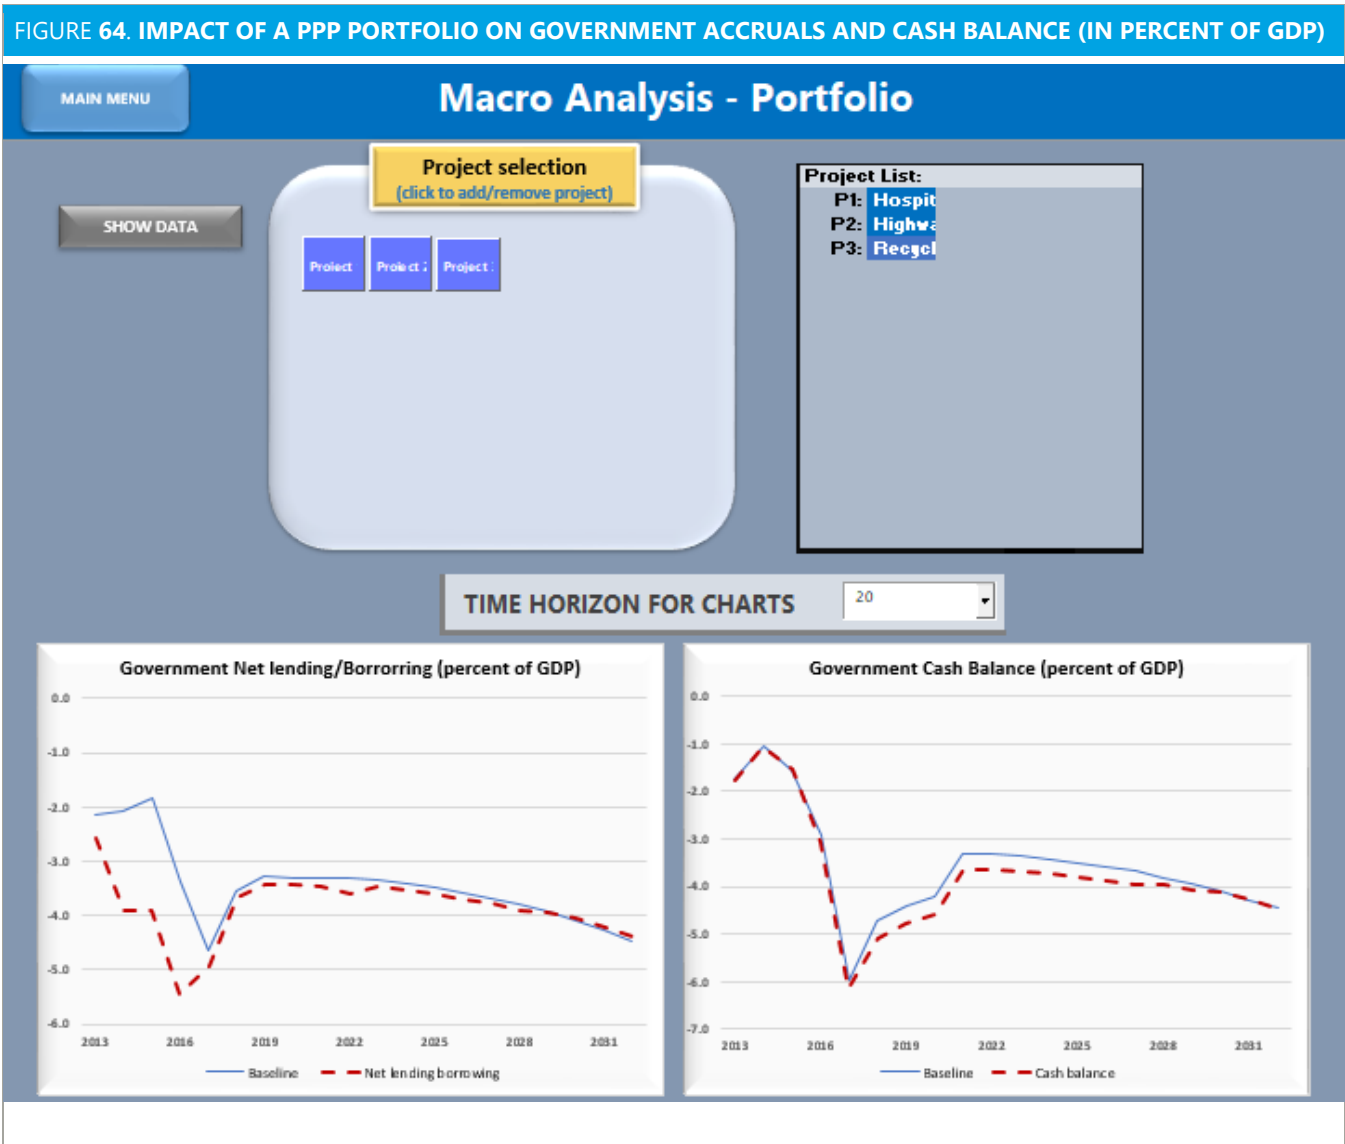 FIGURE 64. IMPACT OF A PPP PORTFOLIO ON GOVERNMENT ACCRUALS AND CASH BALANCE (IN PERCENT OF GDP)
MAIN MENU
Macro Analysis - Portfolio
Project selection
(click to add/remove project)
SHOW DATA
Project
Project 2
Project
Project List:
P1: Hospit
P2: Highwa
P3: Recycl
TIME HORIZON FOR CHARTS
20
Government Net lending/Borrorring (percent of GDP)
0.0
-1.0
-2.0
-3.0
-4.0
-5.0
-6.0
2013 2016 2019 2022 2025 2028 2031
Baseline Net lending borrowing
Government Cash Balance (percent of GDP)
0.0
-1.0
-2.0
-3.0
-4.0
-5.0
-6.0
-7.0
2013 2016 2019 2022 2025 2028 2031
Baseline Cash balance